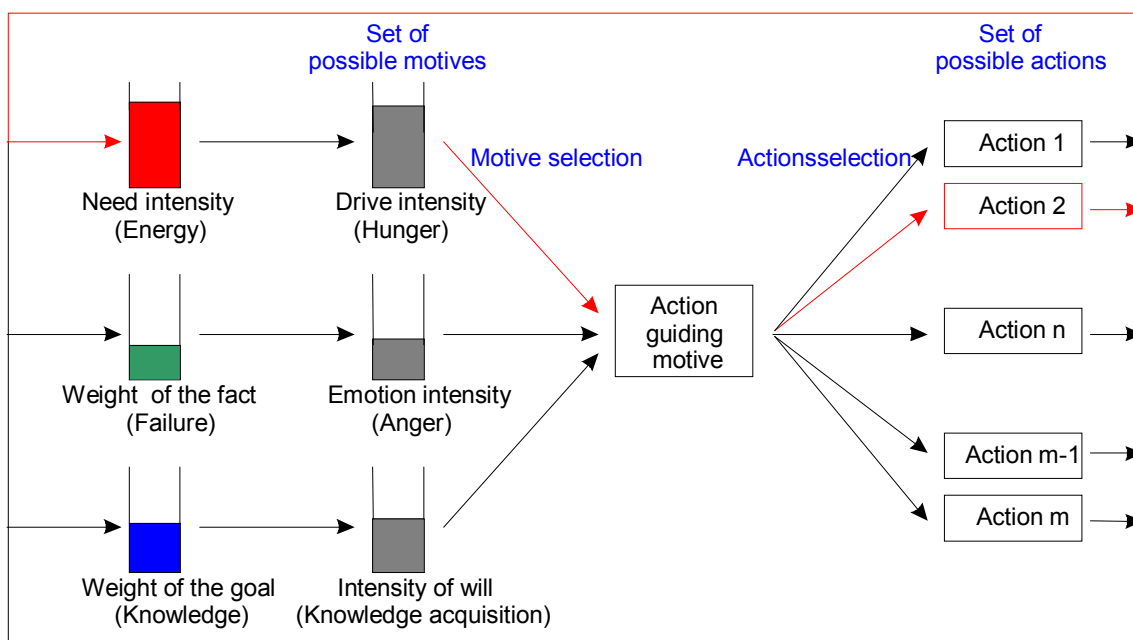 Set of
possible motives
Set of
possible actions
Need intensity
(Energy)
Drive intensity
(Hunger)
Motive selection
Actionsselection
Action 1
Action 2
Weight of the fact
(Failure)
Emotion intensity
(Anger)
Action
guiding
motive
Action n
Weight of the goal
(Knowledge)
Intensity of will
(Knowledge acquisition)
Action m-1
Action m